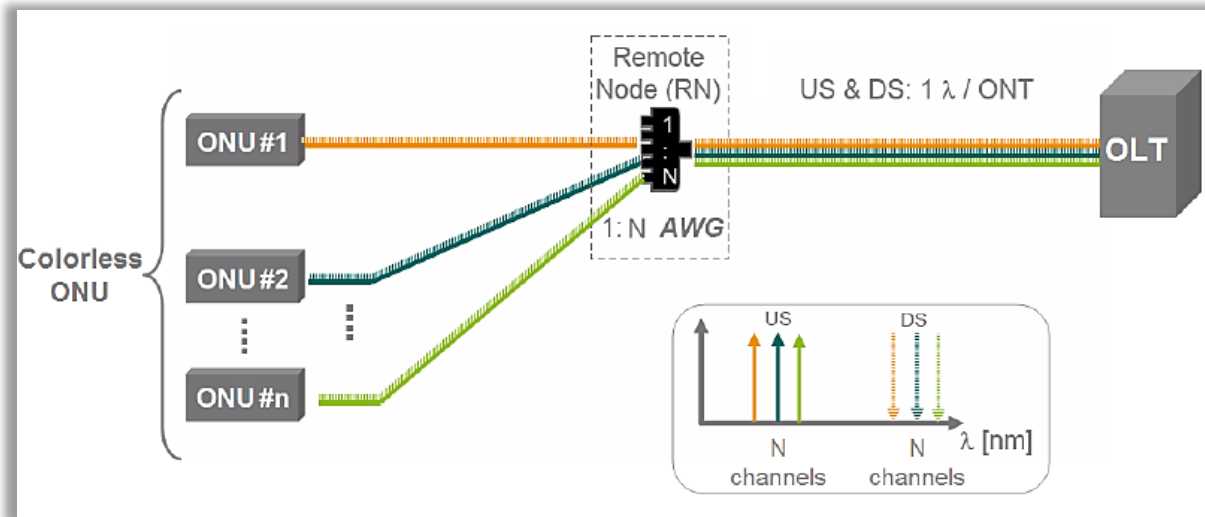 Remote
Node (RN)
US & DS: 1 λ / ONT
1
N
ONU #1
OLT
1: N AWG
Colorless
ONU
ONU #2
ONU #n
US
DS
λ [nm]
N
channels
N
channels